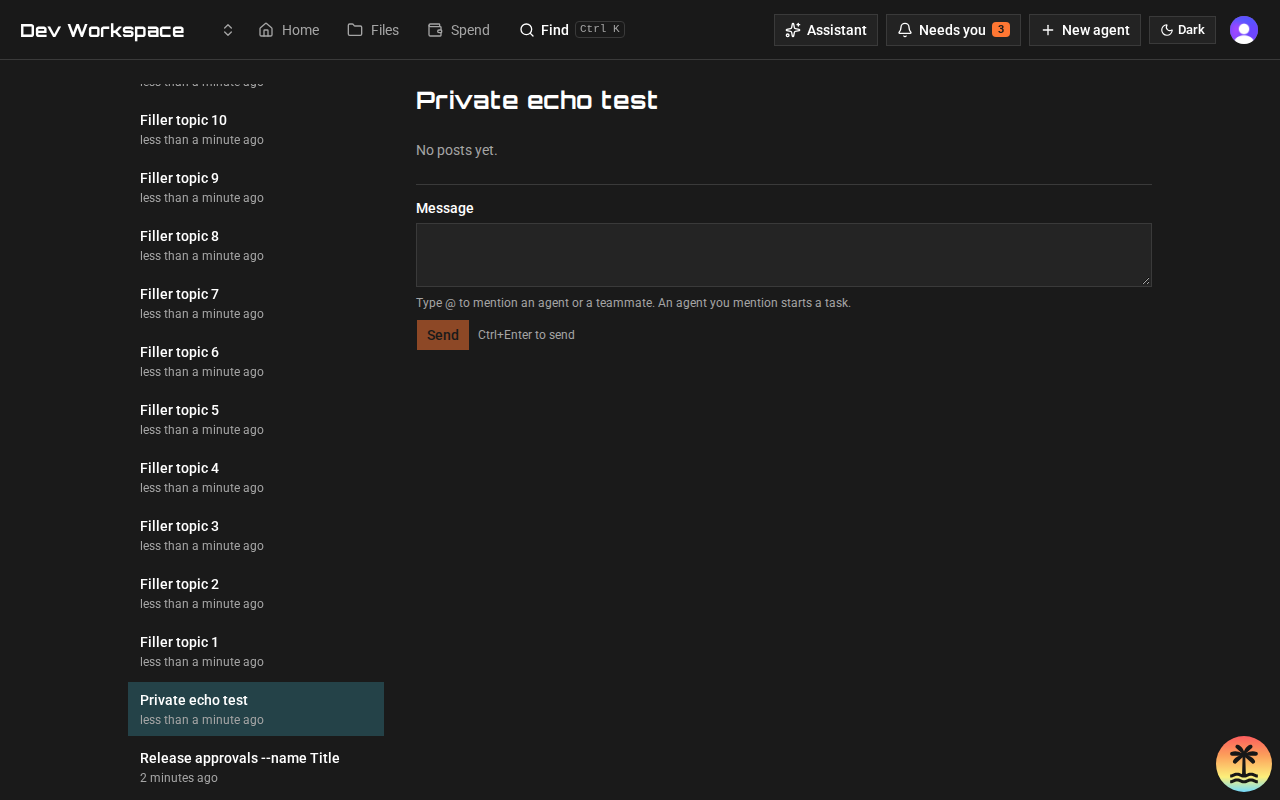 Dev Workspace
Home
Files
Spend
Find
Ctrl K
Assistant
Needs you 3
New agent
Dark
less than a minute ago
Filler topic 10
less than a minute ago
Filler topic 9
less than a minute ago
Filler topic 8
less than a minute ago
Filler topic 7
less than a minute ago
Filler topic 6
less than a minute ago
Filler topic 5
less than a minute ago
Filler topic 4
less than a minute ago
Filler topic 3
less than a minute ago
Filler topic 2
less than a minute ago
Filler topic 1
less than a minute ago
Private echo test
less than a minute ago
Release approvals --name Title
2 minutes ago
Private echo test
No posts yet.
Message
Type @ to mention an agent or a teammate. An agent you mention starts a task.
Send
Ctrl+Enter to send